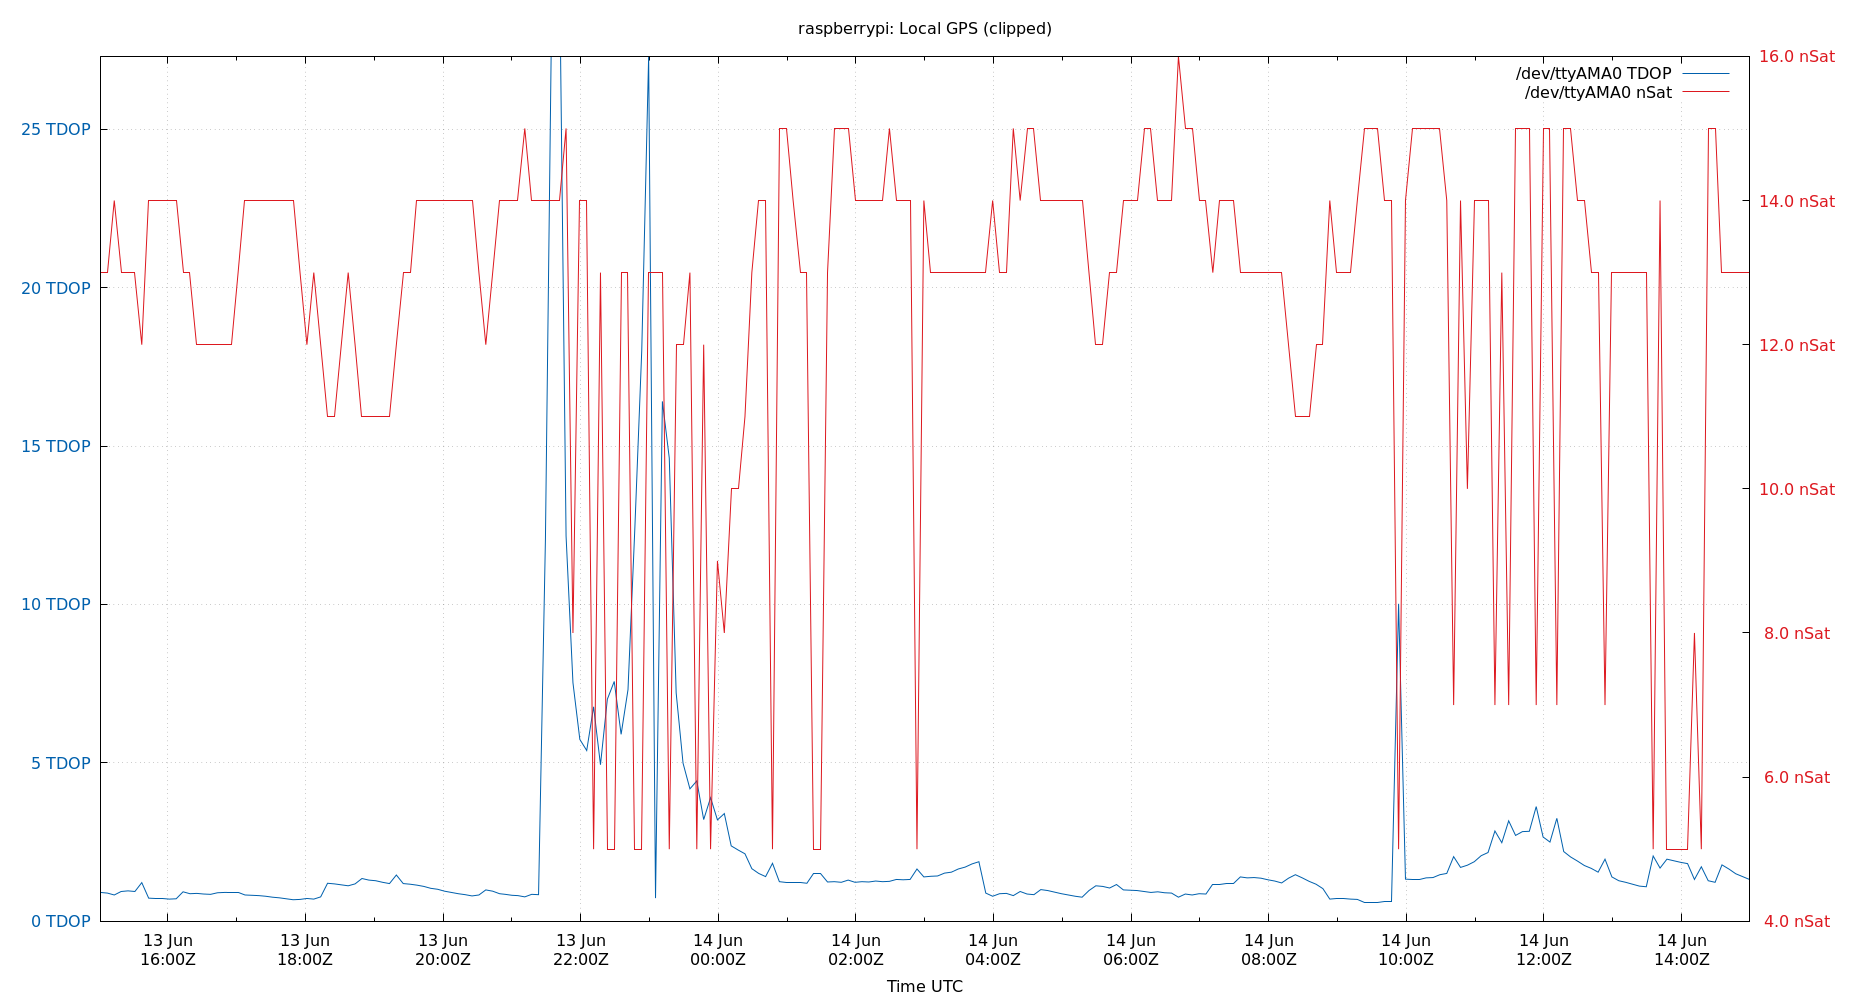 raspberrypi: Local GPS (clipped)
16.0 nSat
/dev/ttyAMA0 TDOP
/dev/ttyAMA0 nSat
25 TDOP
14.0 nSat
20 TDOP
12.0 nSat
15 TDOP
10.0 nSat
10 TDOP
8.0 nSat
5 TDOP
6.0 nSat
0 TDOP
4.0 nSat
13 Jun
16:00Z
13 Jun
18:00Z
13 Jun
20:00Z
13 Jun
22:00Z
14 Jun
00:00Z
14 Jun
02:00Z
14 Jun
04:00Z
14 Jun
06:00Z
14 Jun
08:00Z
14 Jun
10:00Z
14 Jun
12:00Z
14 Jun
14:00Z
Time UTC